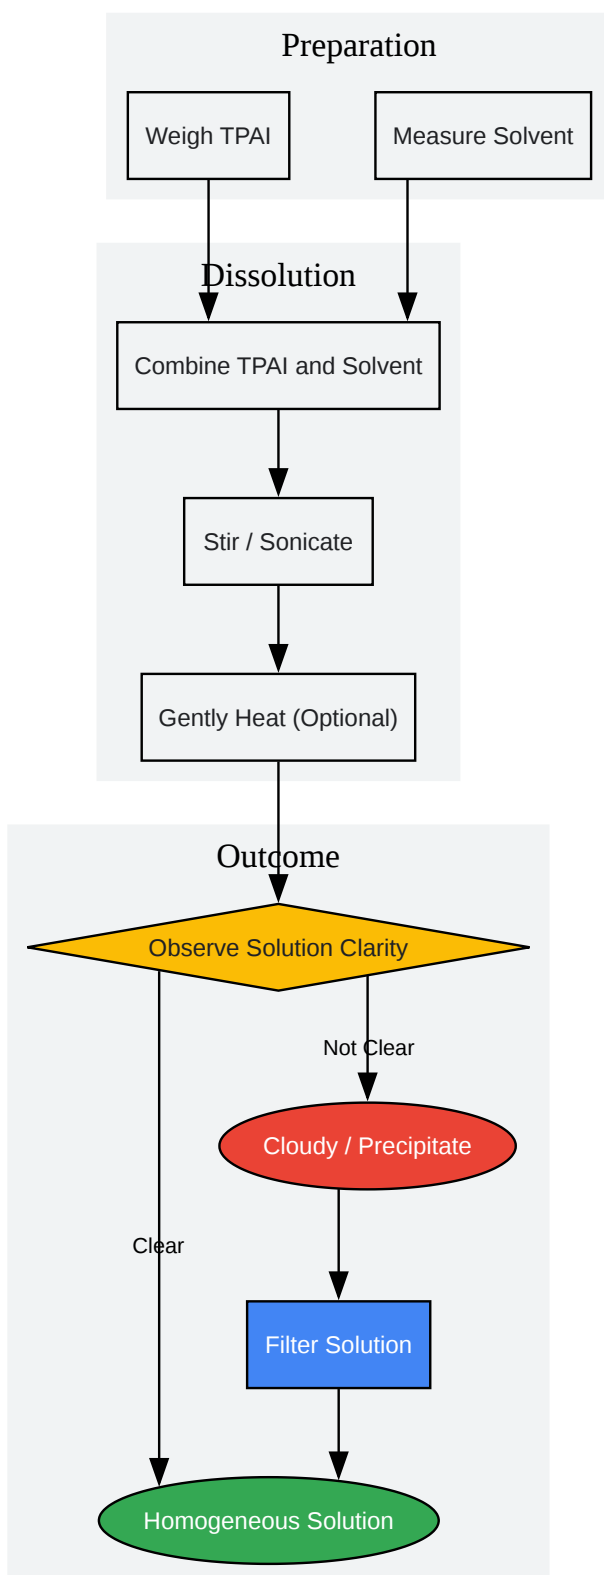 Preparation
Weigh TPAI
Measure Solvent
Dissolution
Combine TPAI and Solvent
Stir / Sonicate
Gently Heat (Optional)
Outcome
Observe Solution Clarity
Not Clear
Cloudy / Precipitate
Clear
Filter Solution
Homogeneous Solution